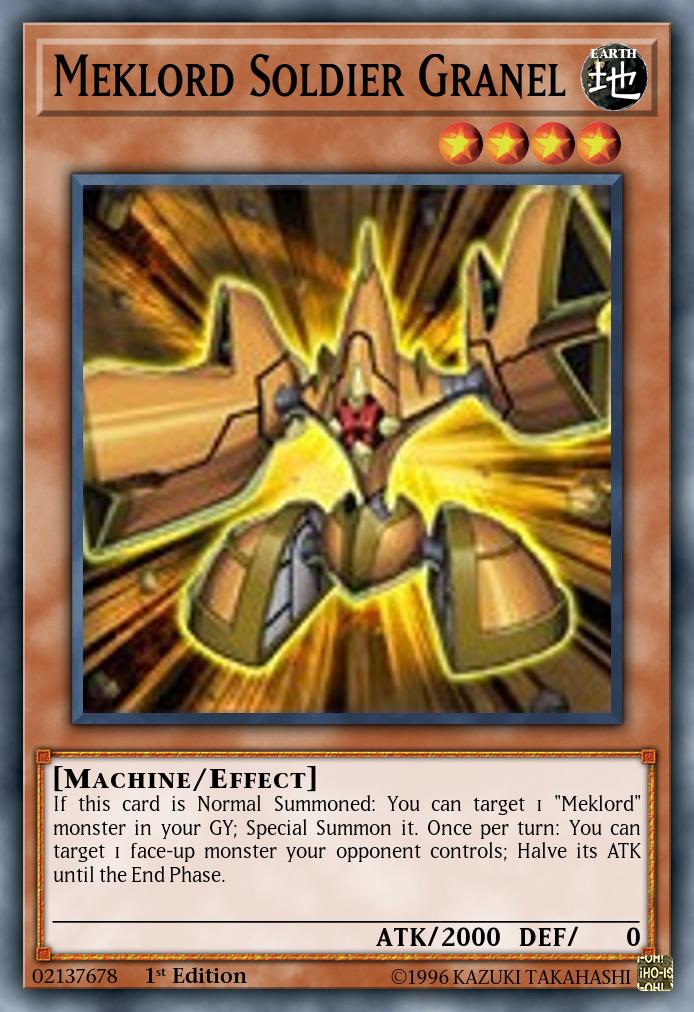 Meklord Soldier Granel
EARTH
地
[Machine/Effect]
If this card is Normal Summoned: You can target 1 "Meklord"
monster in your GY; Special Summon it. Once per turn: You can
target 1 face-up monster your opponent controls; Halve its ATK
until the End Phase.
ATK/2000 DEF/ 0
02137678 1st Edition ©1996 KAZUKI TAKAHASHI